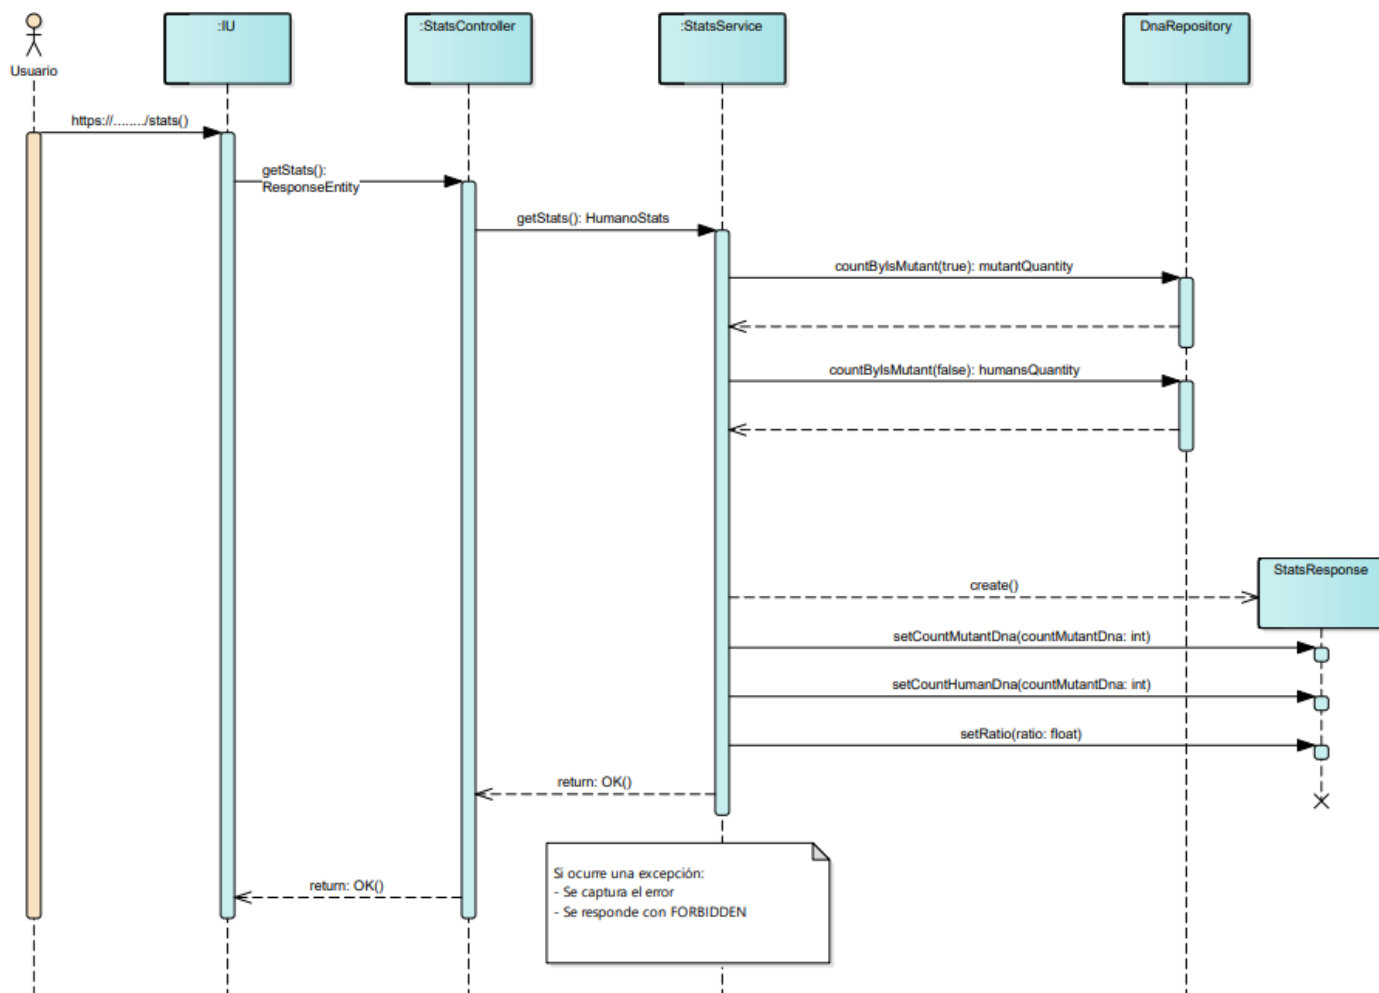 :IU
:StatsController
:StatsService
DnaRepository
Usuario
https://......../stats()
getStats():
ResponseEntity
getStats(): HumanoStats
countByIsMutant(true): mutantQuantity
countByIsMutant(false): humansQuantity
StatsResponse
create()
setCountMutantDna(countMutantDna: int)
setCountHumanDna(countMutantDna: int)
setRatio(ratio: float)
return: OK()
Si ocurre una excepción:
- Se captura el error
- Se responde con FORBIDDEN
return: OK()